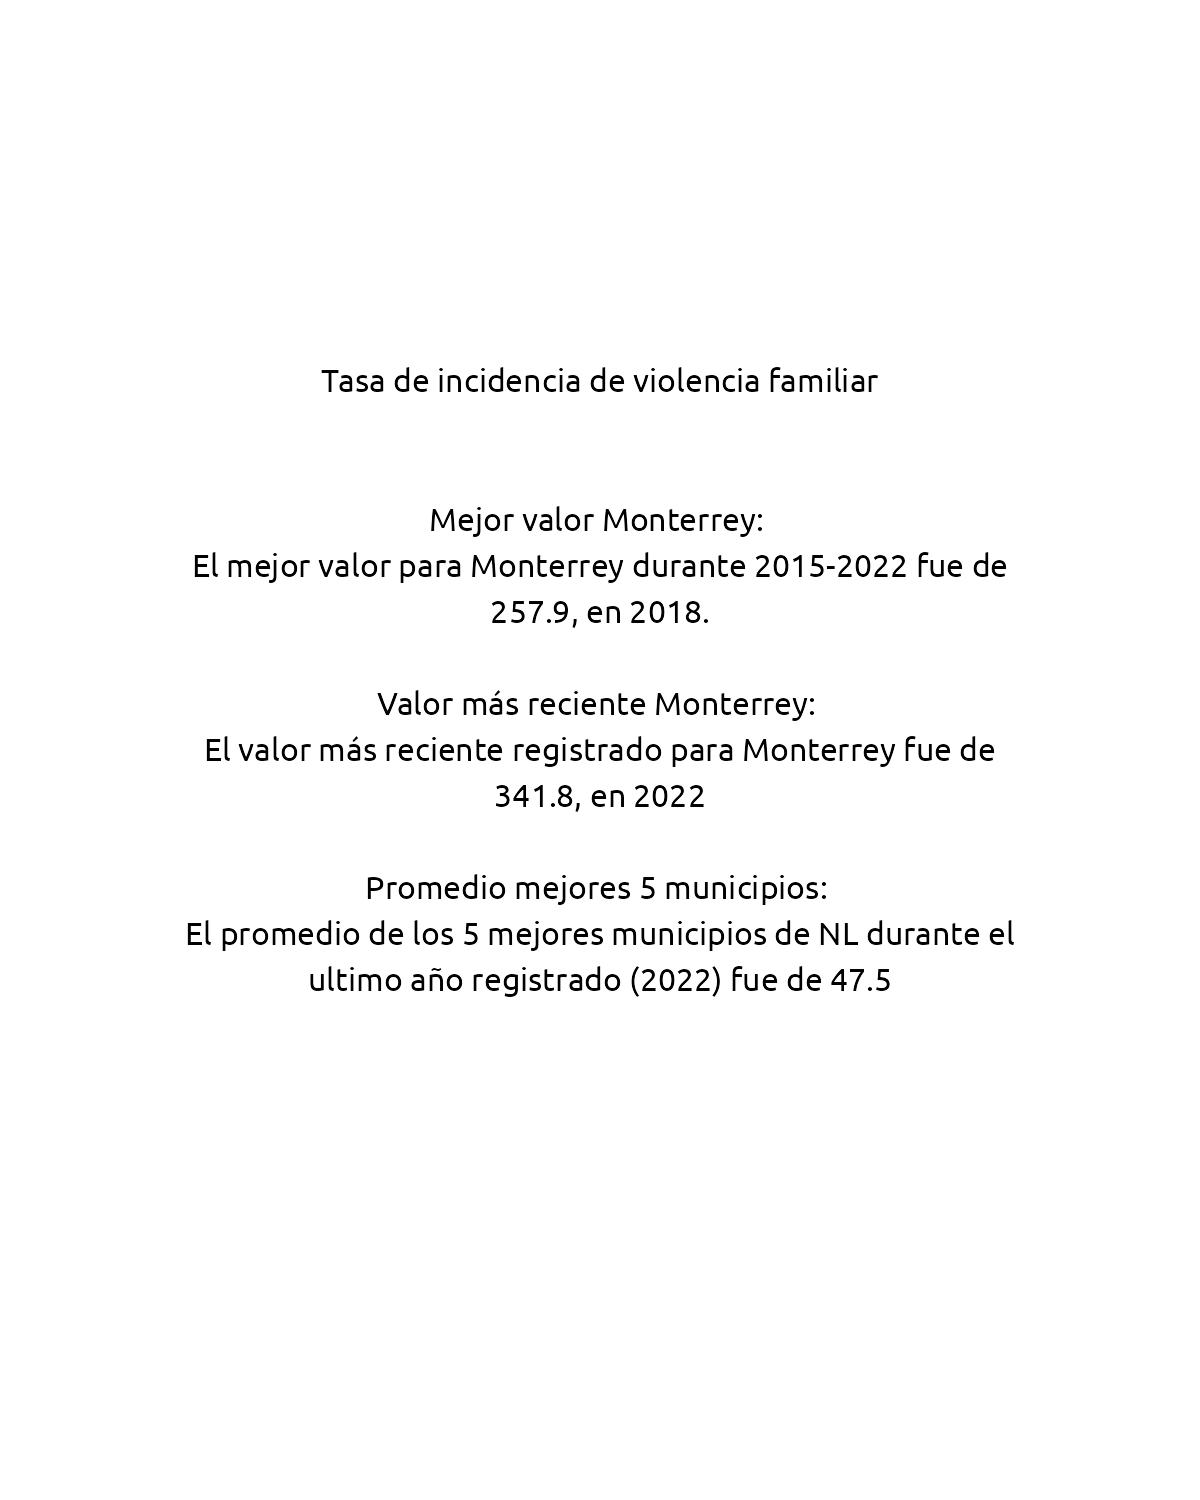 Tasa de incidencia de violencia familiar
Mejor valor Monterrey:
El mejor valor para Monterrey durante 2015-2022 fue de
257.9, en 2018.
Valor más reciente Monterrey:
El valor más reciente registrado para Monterrey fue de
341.8, en 2022
Promedio mejores 5 municipios:
El promedio de los 5 mejores municipios de NL durante el
ultimo año registrado (2022) fue de 47.5